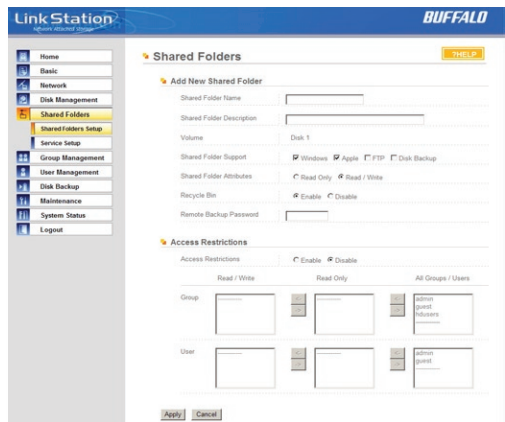 LinkStation
Network Attached Storage
BUFFALO
Home
Basic
Network
Disk Management
Shared Folders
Shared Folders Setup
Service Setup
Group Management
User Management
Disk Backup
Maintenance
System Status
Logout
Shared Folders
?HELP
Add New Shared Folder
Shared Folder Name
Shared Folder Description
Volume Disk 1
Shared Folder Support Windows Apple FTP Disk Backup
Shared Folder Attributes Read Only Read / Write
Recycle Bin Enable Disable
Remote Backup Password
Access Restrictions
Access Restrictions Enable Disable
Read / Write Read Only All Groups / Users
Group
<- <-
-> ->
admin
guest
hdusers
User
<- <-
-> ->
admin
guest
Apply Cancel